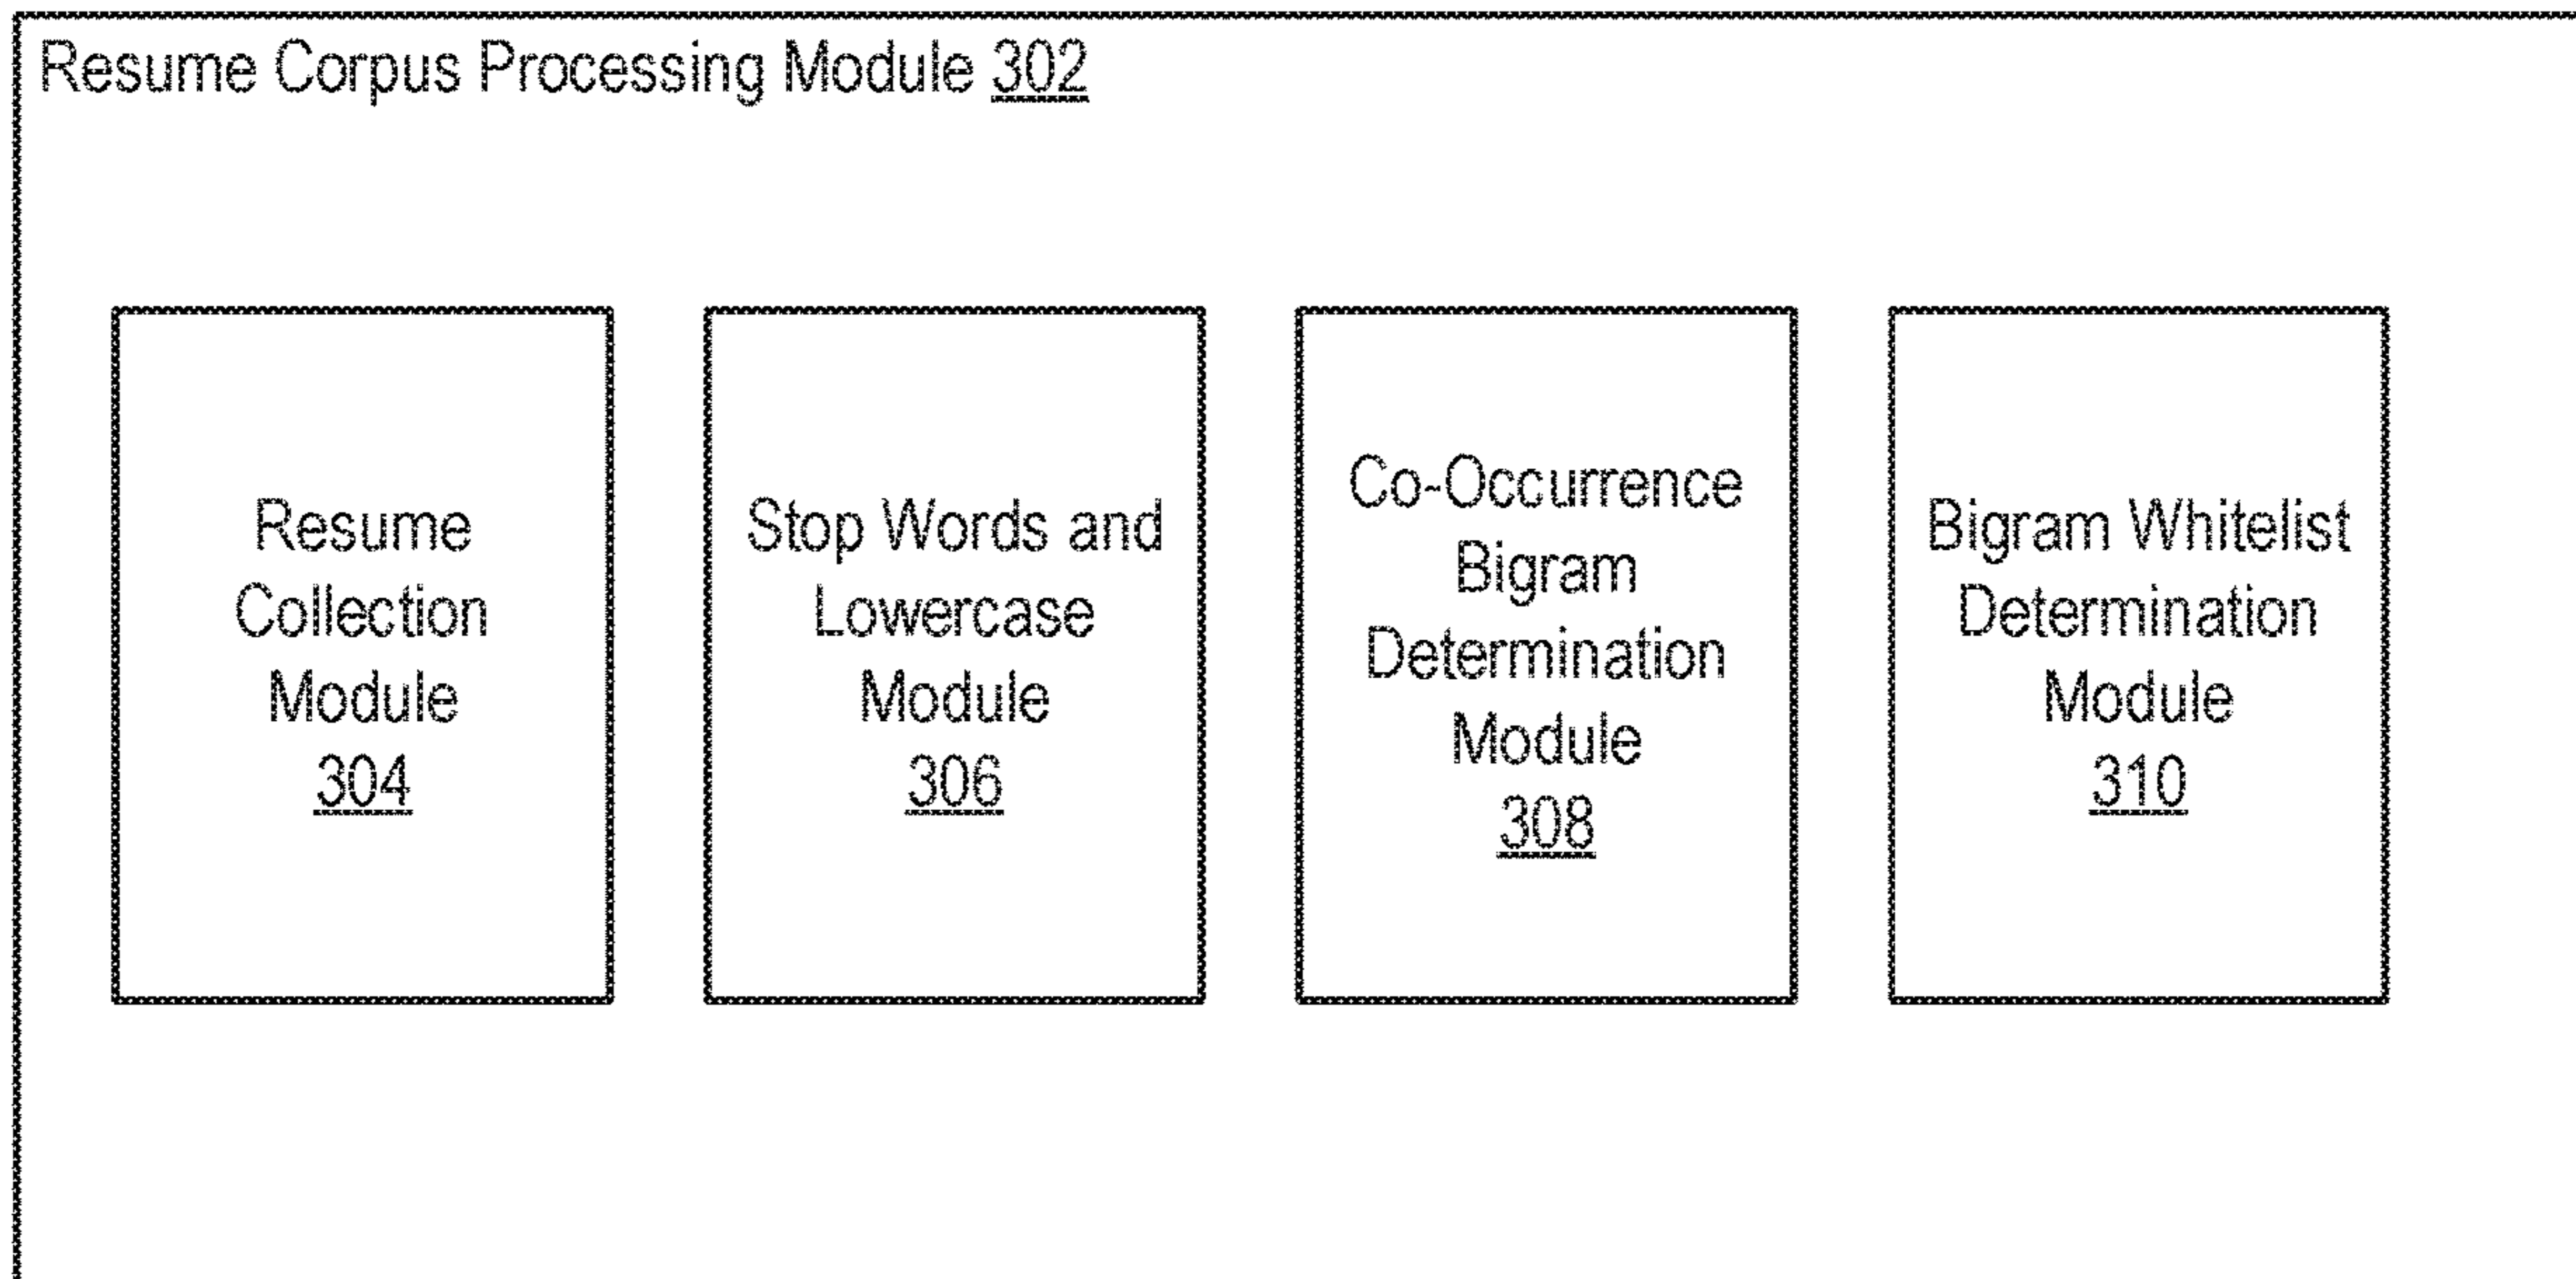 Resume Corpus Processing Module 302
Resume
Collection
Module
304
Stop Words and
Lowercase
Module
306
Co-Occurrence
Bigram
Determination
Module
308
Bigram Whitelist
Determination
Module
310